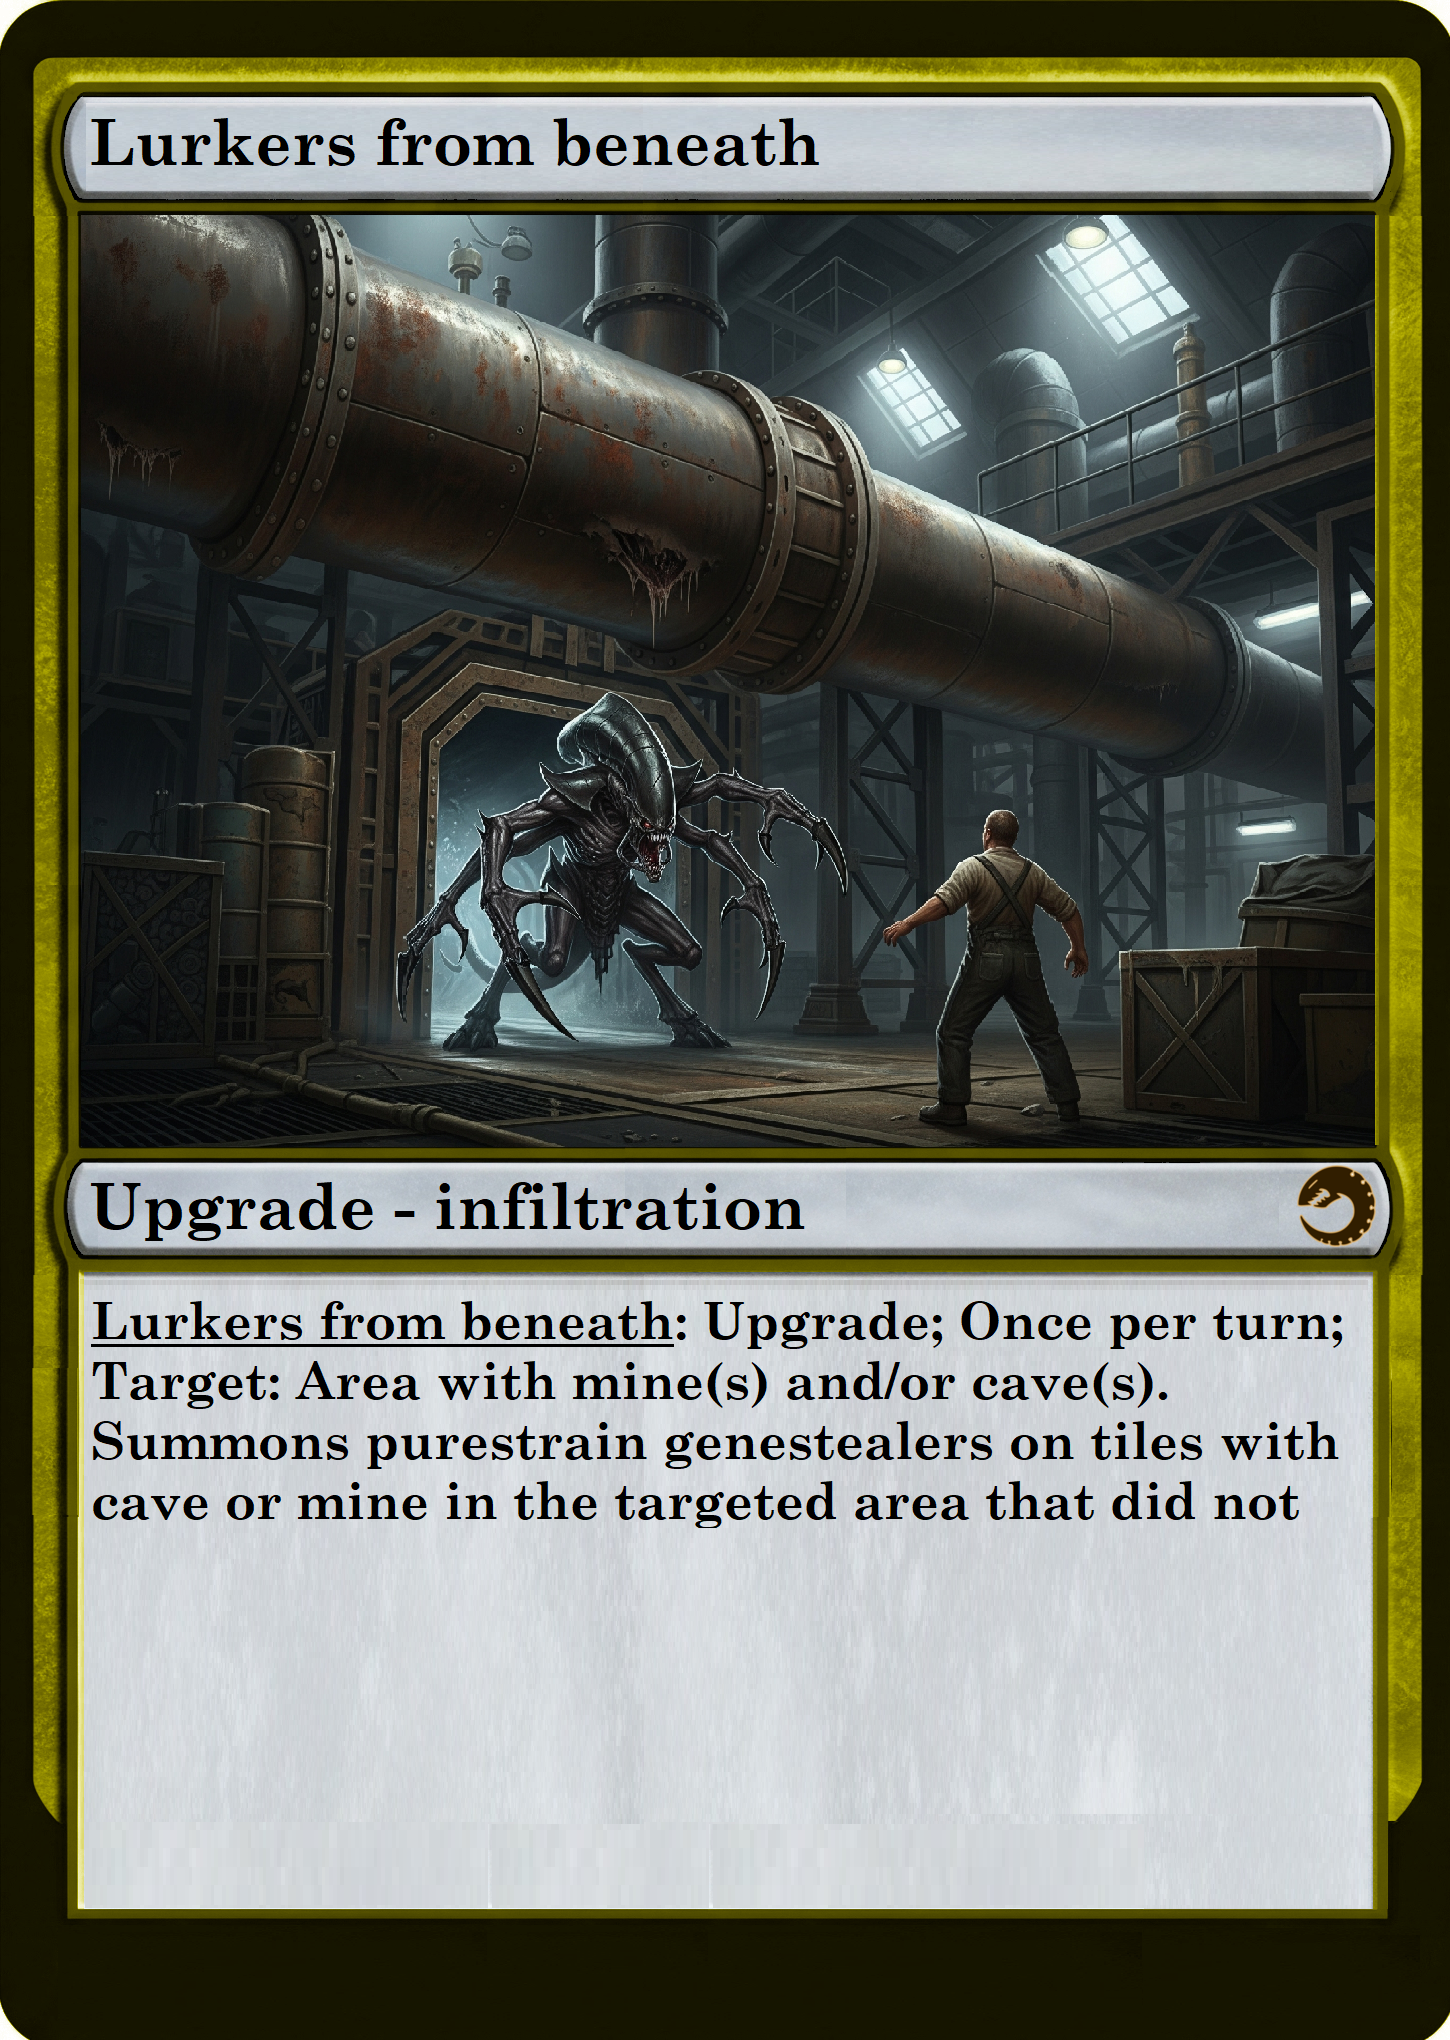 Lurkers from beneath
Upgrade - infiltration
Lurkers from beneath: Upgrade; Once per turn;
Target: Area with mine(s) and/or cave(s).
Summons purestrain genestealers on tiles with
cave or mine in the targeted area that did not